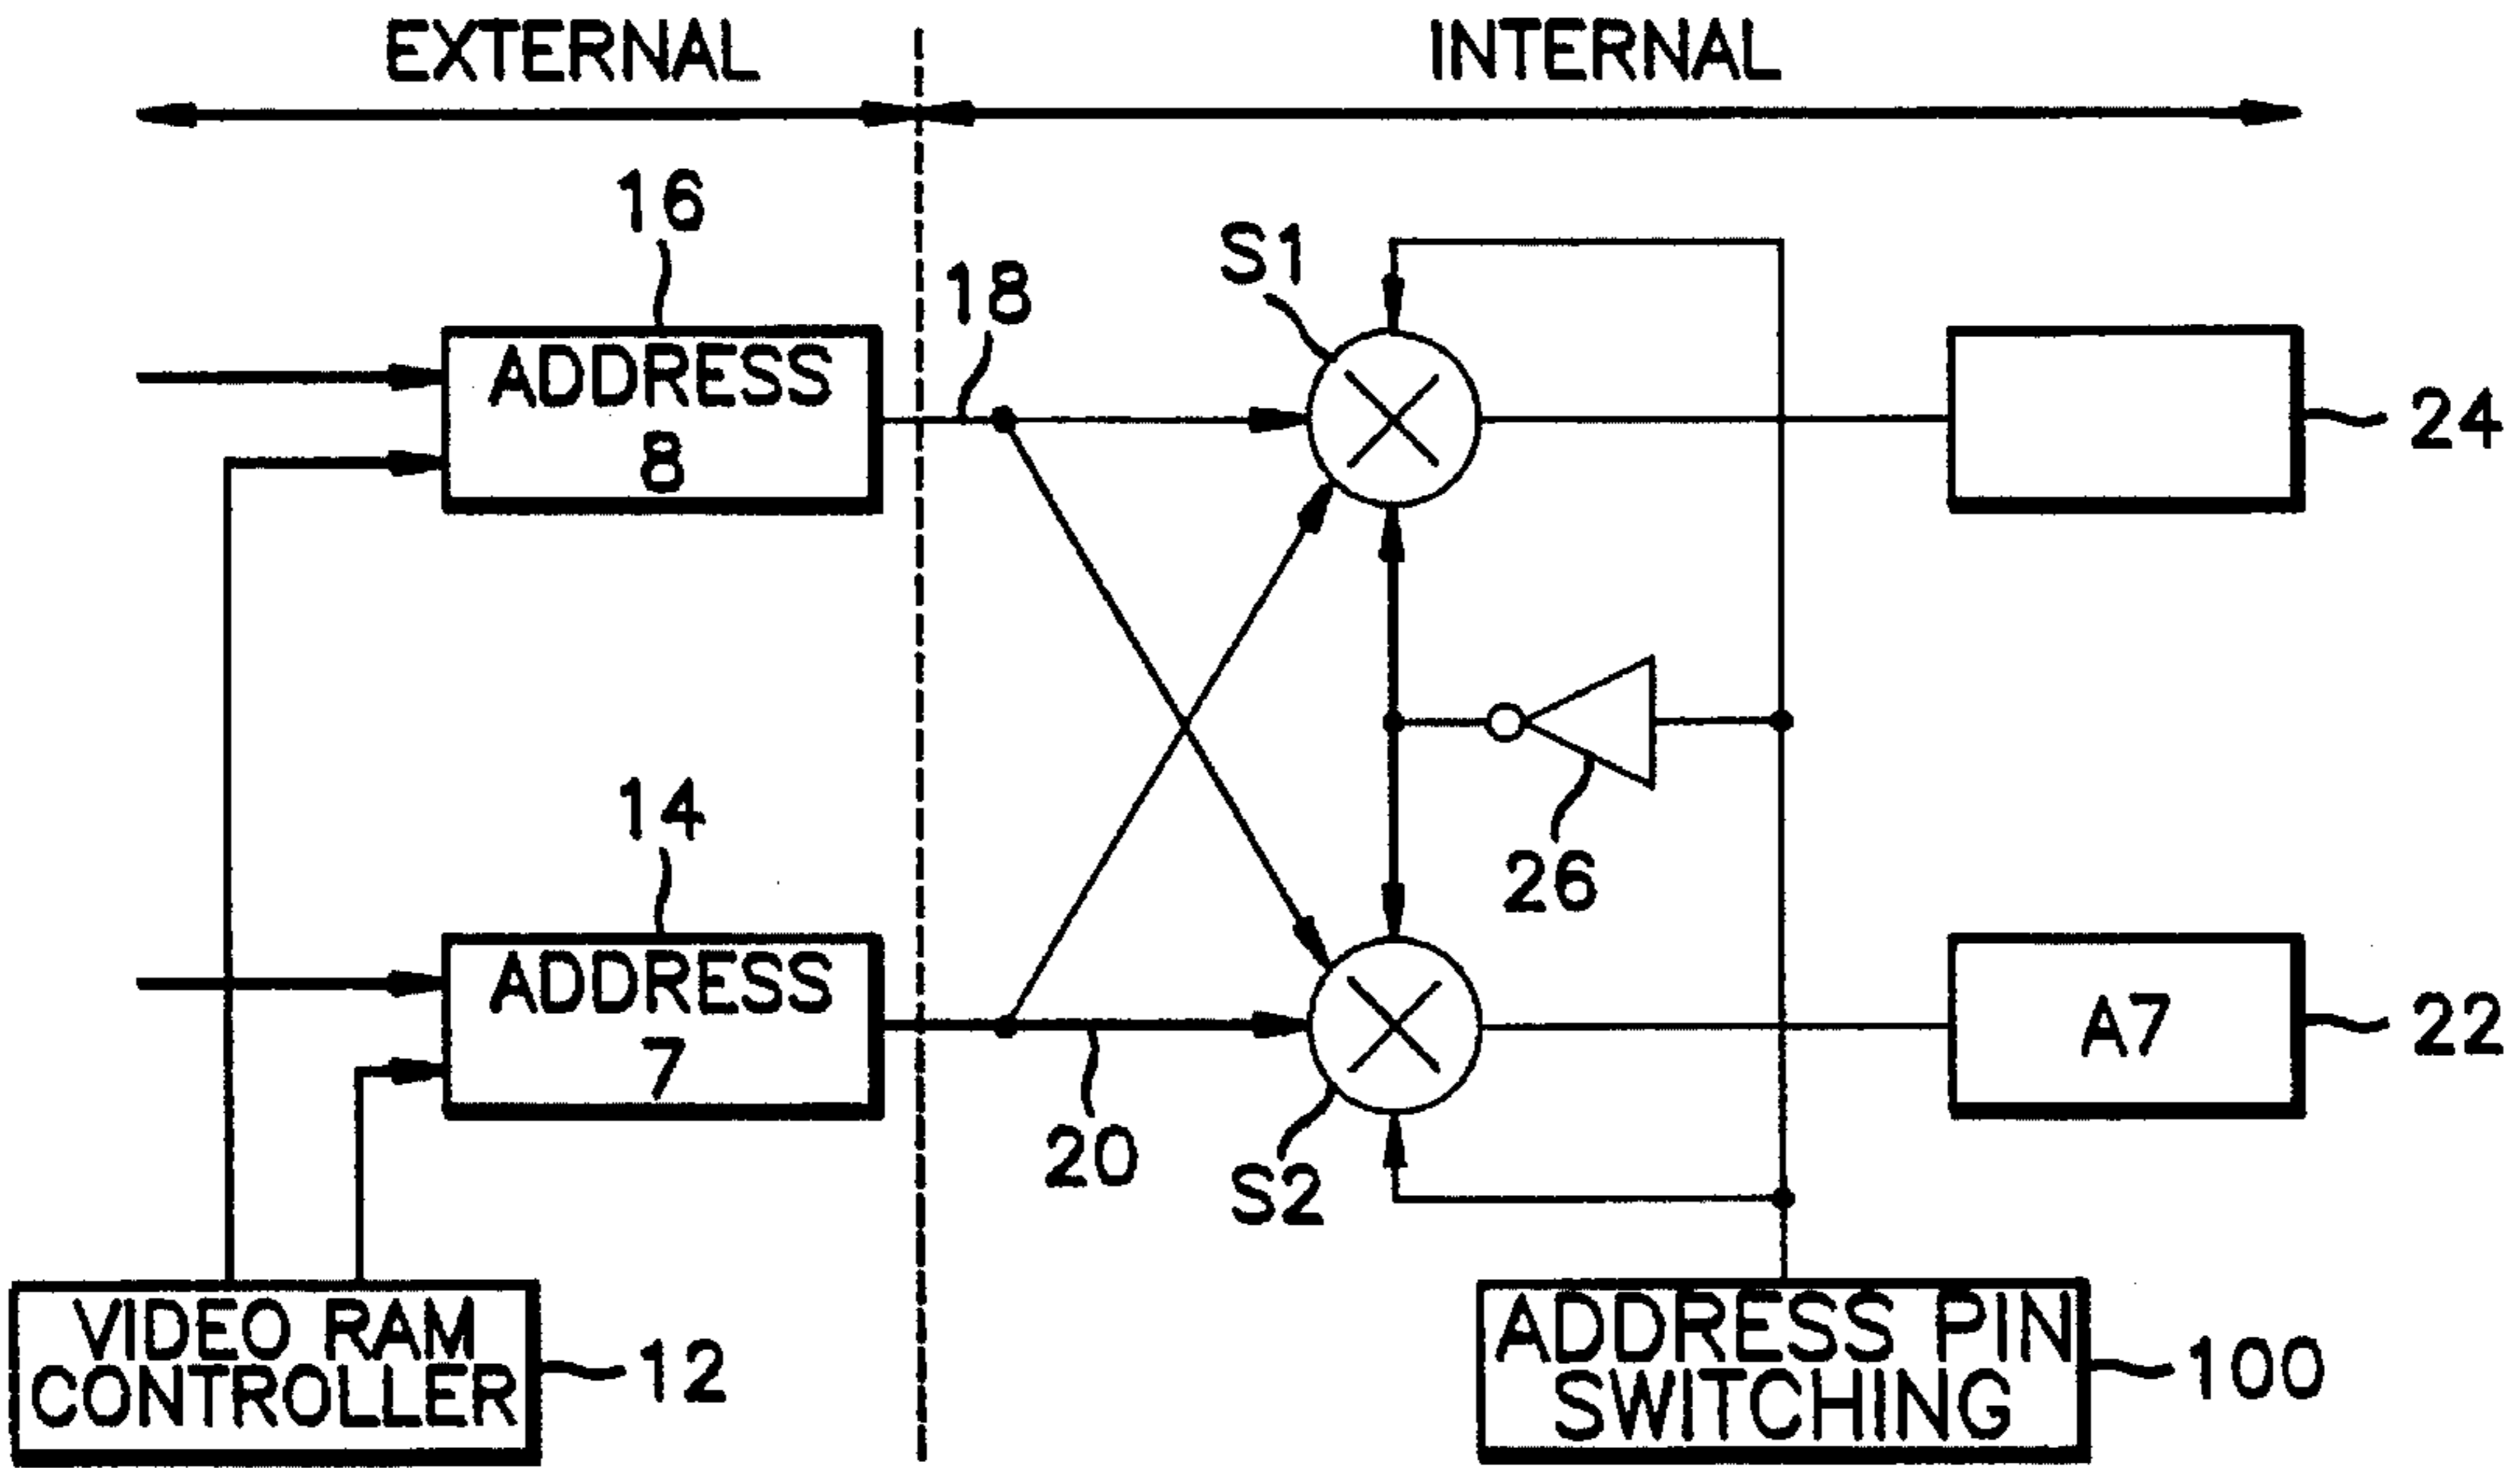 EXTERNAL
INTERNAL
16
18
S1
ADDRESS
8
24
14
26
ADDRESS
7
A7
22
20
S2
VIDEO RAM
CONTROLLER
12
ADDRESS PIN
SWITCHING
100